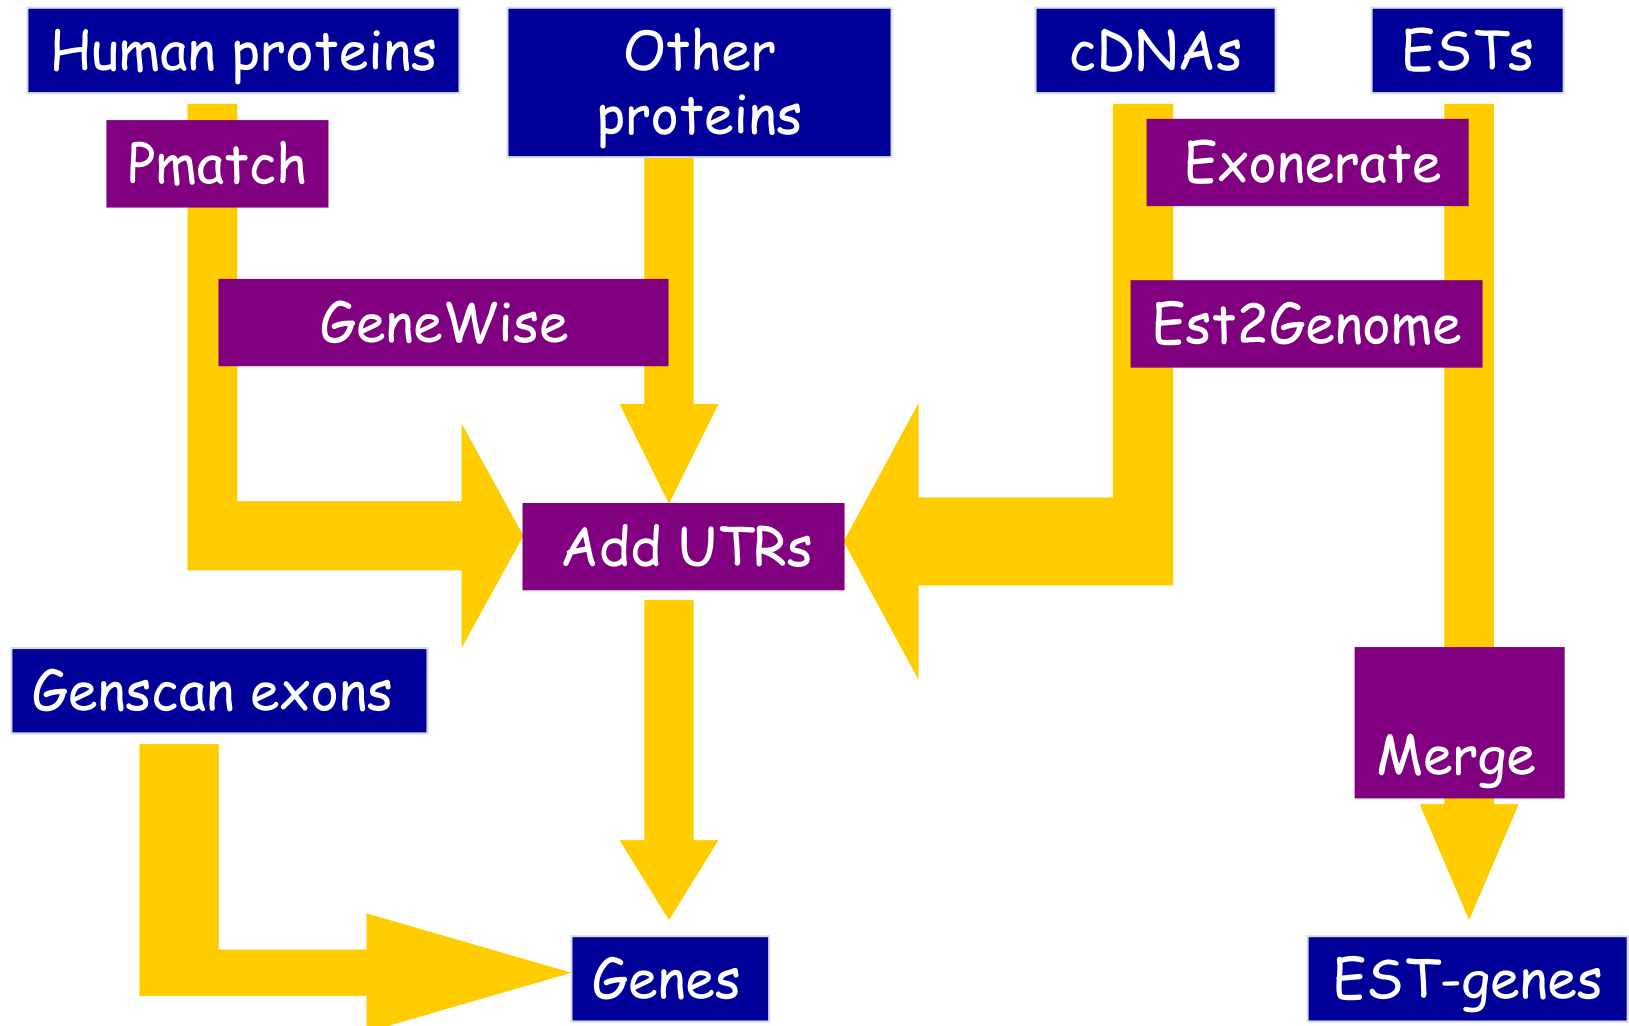 Human proteins
Other
proteins
cDNAs
ESTs
Pmatch
Exonerate
GeneWise
Est2Genome
Add UTRs
Genscan exons
Merge
Genes
EST-genes